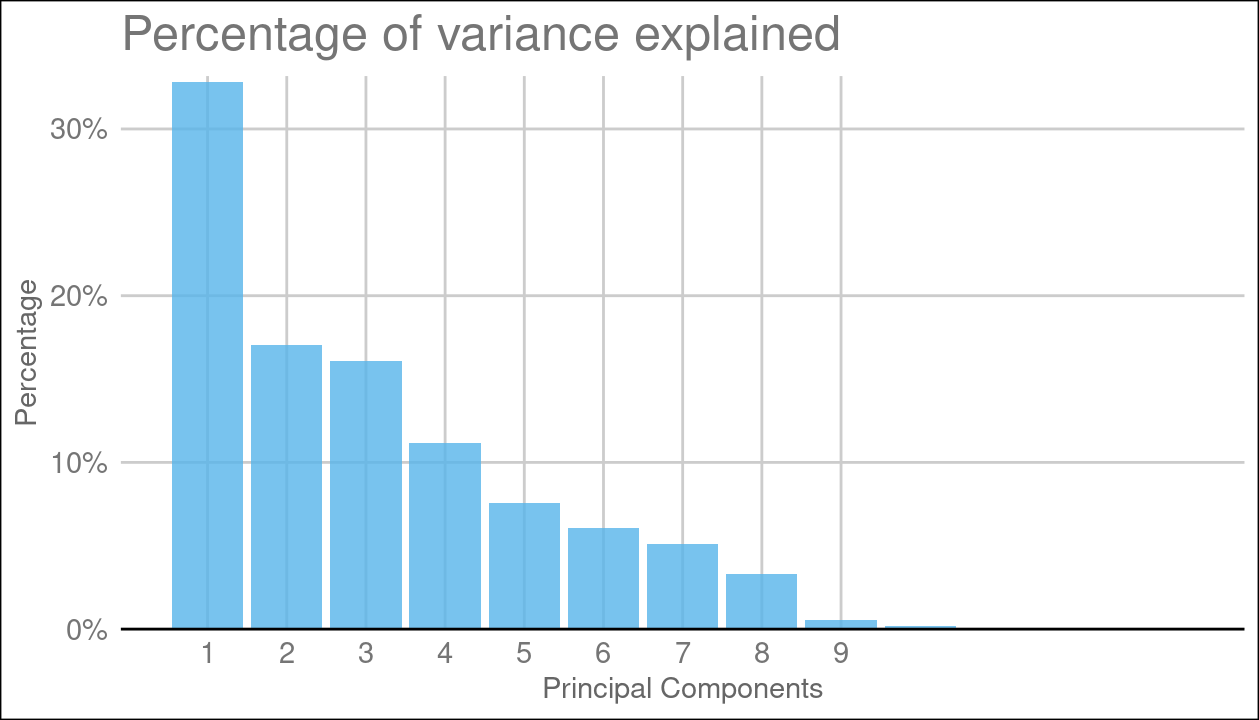 Percentage of variance explained
30%
20%
10%
0%
Percentage
1 2 3 4 5 6 7 8 9
Principal Components